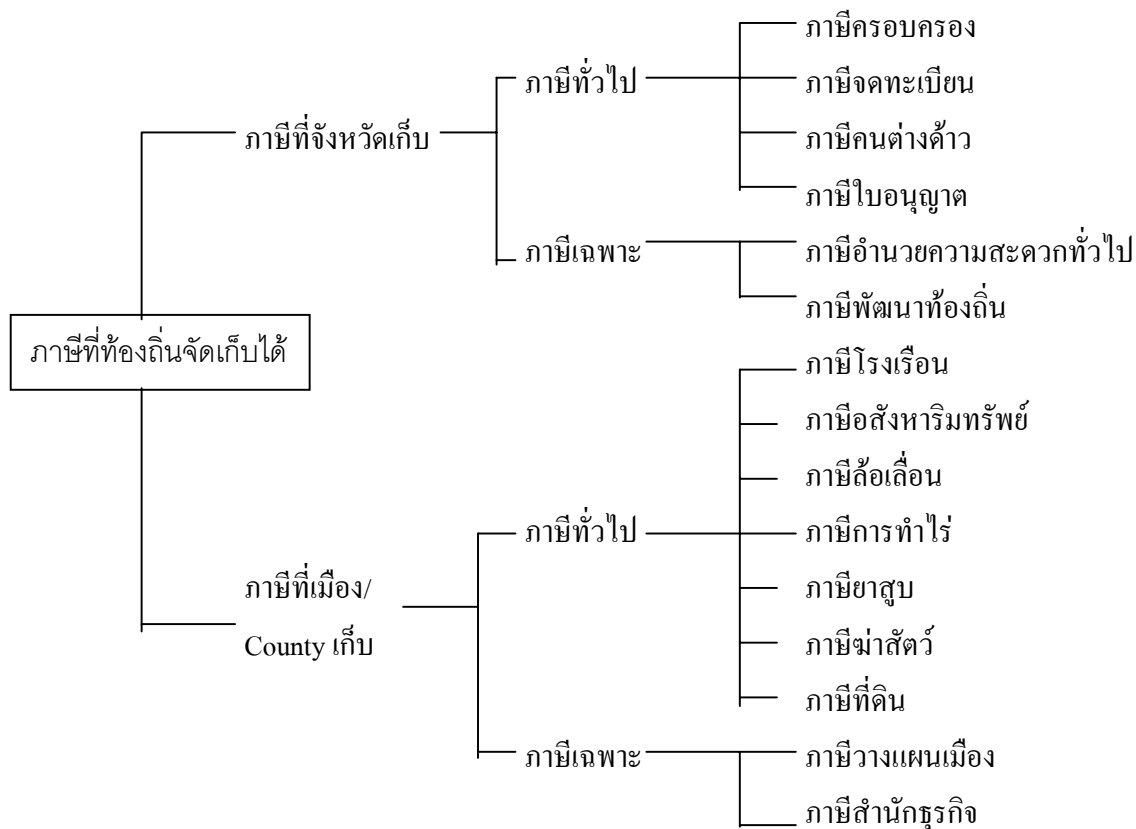 ภาษีที่ท้องถิ่นจัดเก็บได้
ภาษีที่จังหวัดเก็บ
ภาษีทั่วไป
ภาษีครอบครอง
ภาษีจดทะเบียน
ภาษีคนต่างด้าว
ภาษีใบอนุญาต
ภาษีเฉพาะ
ภาษีอำนวยความสะดวกทั่วไป
ภาษีพัฒนาท้องถิ่น
ภาษีที่เมือง/
County เก็บ
ภาษีทั่วไป
ภาษีโรงเรือน
ภาษีอสังหาริมทรัพย์
ภาษีล้อเลื่อน
ภาษีการทำไร่
ภาษียาสูบ
ภาษีฆ่าสัตว์
ภาษีที่ดิน
ภาษีเฉพาะ
ภาษีวางแผนเมือง
ภาษีสำนักธุรกิจ